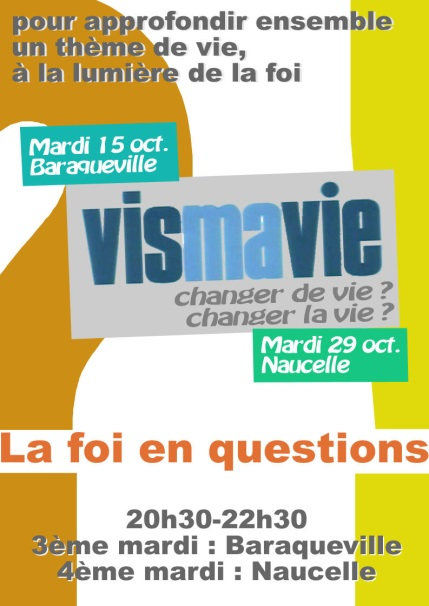 pour approfondir ensemble
un thème de vie,
à la lumière de la foi
Mardi 15 oct.
Baraqueville
vismavie
changer de vie ?
changer la vie ?
Mardi 29 oct.
Naucelle
La foi en questions
20h30-22h30
3ème mardi : Baraqueville
4ème mardi : Naucelle